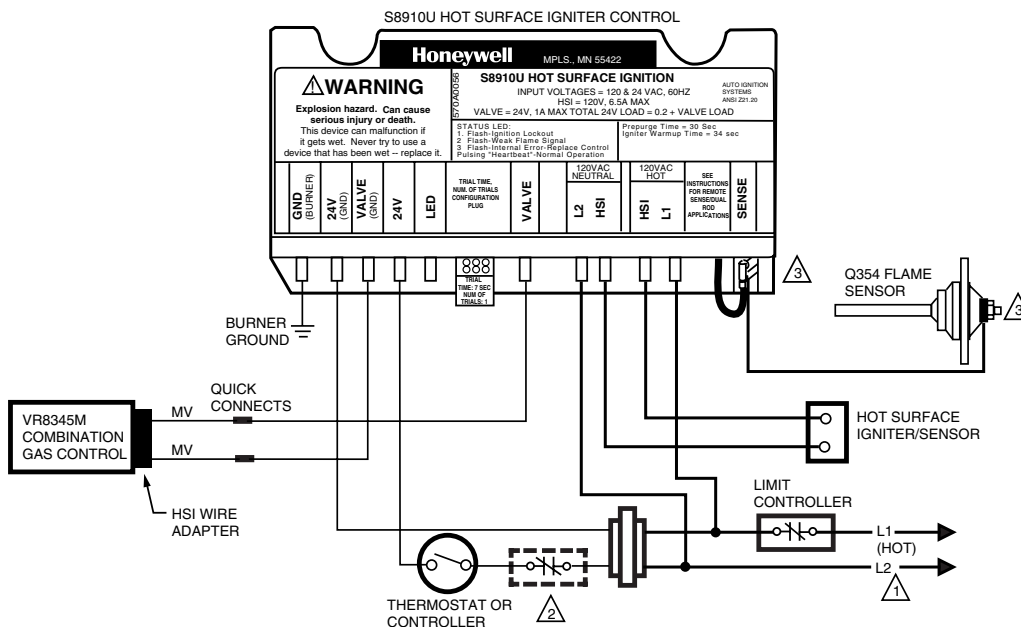 S8910U HOT SURFACE IGNITER CONTROL
Honeywell
MPLS., MN 55422
⚠WARNING
Explosion hazard. Can cause
serious injury or death.
This device can malfunction if
it gets wet. Never try to use a
device that has been wet -- replace it.
570A0056
S8910U HOT SURFACE IGNITION
INPUT VOLTAGES = 120 & 24 VAC, 60HZ
HSI = 120V, 6.5A MAX
VALVE = 24V, 1A MAX TOTAL 24V LOAD = 0.2 + VALVE LOAD
AUTO IGNITION
SYSTEMS
ANSI Z21.20
STATUS LED:
1. Flash-Ignition Lockout
2 Flash-Weak Flame Signal
3 Flash-Internal Error-Replace Control
Pulsing "Heartbeat"-Normal Operation
Prepurge Time = 30 Sec
Igniter Warmup Time = 34 sec
GND
(BURNER)
24V
(GND)
VALVE
(GND)
24V
LED
TRIAL TIME,
NUM. OF TRIALS
CONFIGURATION
PLUG
VALVE
120VAC
NEUTRAL
L2
HSI
120VAC
HOT
HSI
L1
SEE
INSTRUCTIONS
FOR REMOTE
SENSE/DUAL
ROD
APPLICATIONS
SENSE
TRIAL
TIME: 7 SEC
NUM OF
TRIALS: 1
3
Q354 FLAME
SENSOR
3
BURNER
GROUND
QUICK
CONNECTS
VR8345M
COMBINATION
GAS CONTROL
MV
MV
HSI WIRE
ADAPTER
HOT SURFACE
IGNITER/SENSOR
LIMIT
CONTROLLER
L1
(HOT)
L2
1
THERMOSTAT OR
CONTROLLER
2